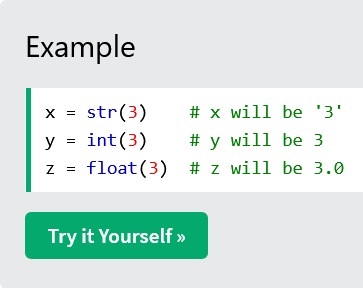 Example
x = str(3)    # x will be '3'
y = int(3)    # y will be 3
z = float(3)  # z will be 3.0
Try it Yourself »